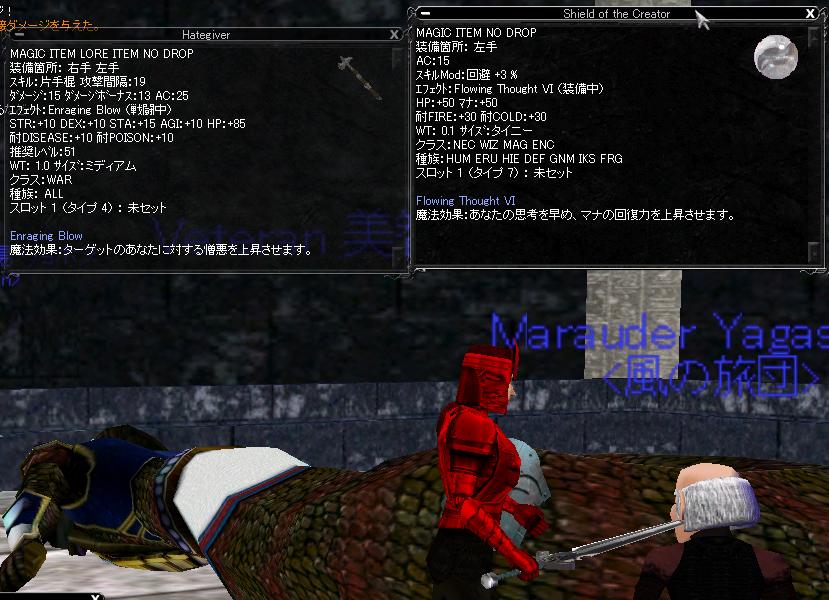 接ダメージを与えた。
Hategiver
MAGIC ITEM LORE ITEM NO DROP
装備箇所: 右手 左手
スキル:片手棍 攻撃間隔:19
ダメージ:15 ダメージボーナス:13 AC:25
エフェクト:Enraging Blow (戦闘中)
STR:+10 DEX:+10 STA:+15 AGI:+10 HP:+85
耐DISEASE:+10 耐POISON:+10
推奨レベル:51
WT: 1.0 サイズ:ミディアム
クラス:WAR
種族: ALL
スロット 1 (タイプ 4) : 未セット
Enraging Blow
魔法効果:ターゲットのあなたに対する憎悪を上昇させます。
Shield of the Creator
MAGIC ITEM NO DROP
装備箇所: 左手
AC:15
スキルMod:回避 +3 %
エフェクト:Flowing Thought VI (装備中)
HP:+50 マナ:+50
耐FIRE:+30 耐COLD:+30
WT: 0.1 サイズ:タイニー
クラス:NEC WIZ MAG ENC
種族:HUM ERU HIE DEF GNM IKS FRG
スロット 1 (タイプ 7) : 未セット
Flowing Thought VI
魔法効果:あなたの思考を早め、マナの回復力を上昇させます。
Veteran 美
Marauder Yagas
<風の旅団>